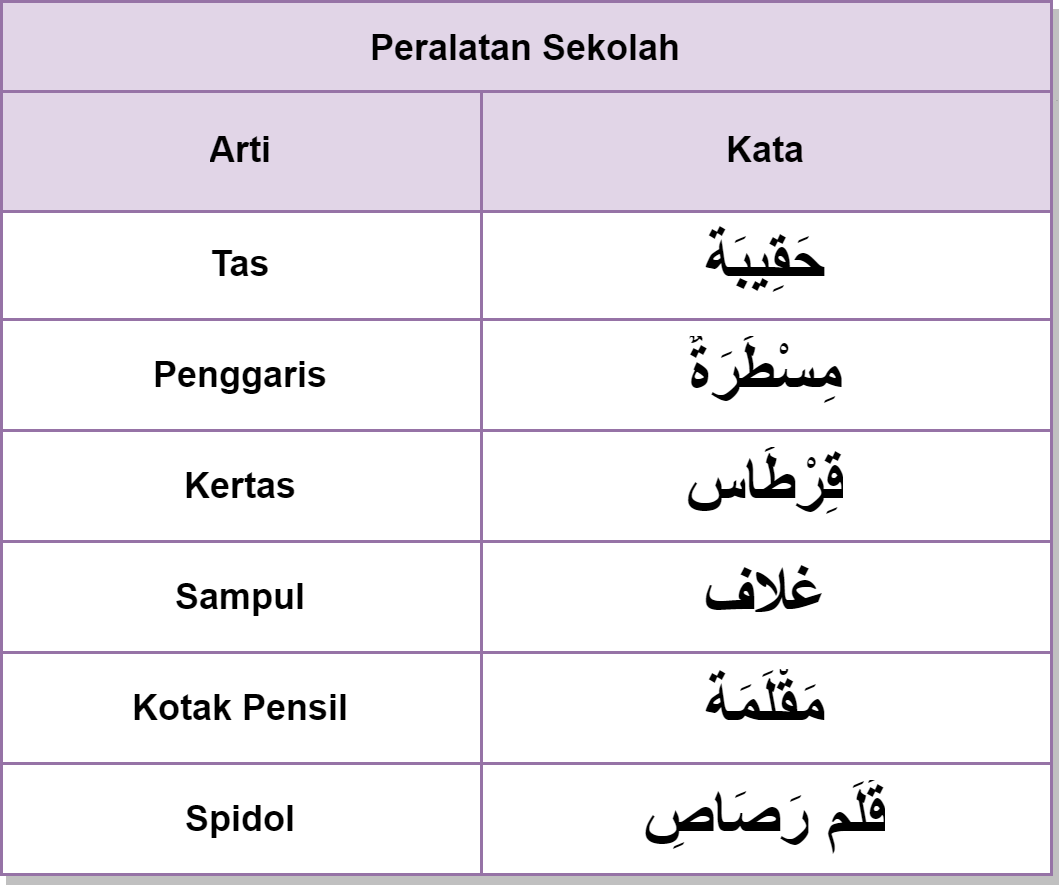 Peralatan Sekolah
Arti Kata
Tas حَقِيبَة
Penggaris مِسْطَرَةٌ
Kertas قِرْطَاس
Sampul غلاف
Kotak Pensil مَقْلَمَة
Spidol قَلَم رَصَاصِ